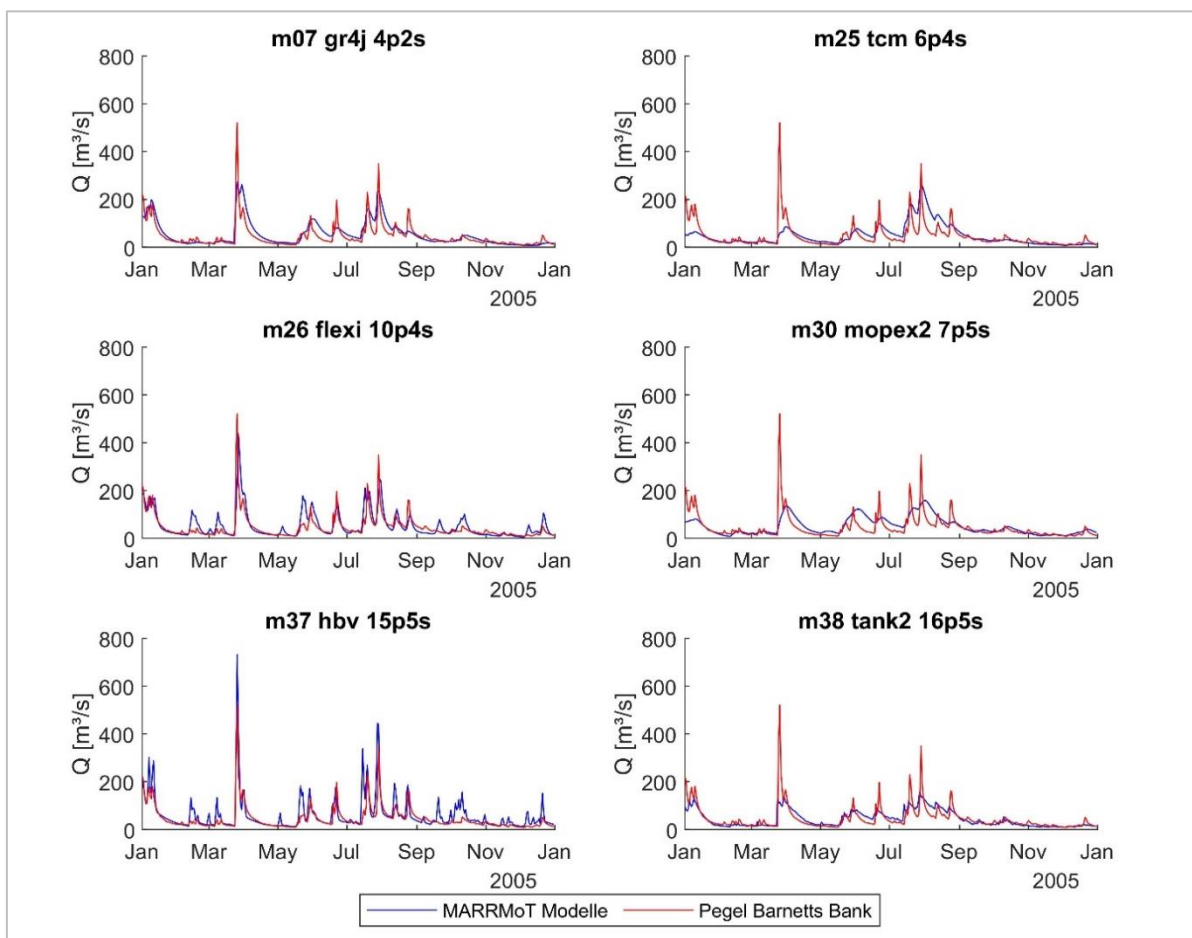 m07 gr4j 4p2s
m25 tcm 6p4s
800
600
400
200
0
Q [m³/s]
Jan Mar May Jul Sep Nov Jan
2005
800
600
400
200
0
Q [m³/s]
Jan Mar May Jul Sep Nov Jan
2005
m26 flexi 10p4s
m30 mopex2 7p5s
800
600
400
200
0
Q [m³/s]
Jan Mar May Jul Sep Nov Jan
2005
800
600
400
200
0
Q [m³/s]
Jan Mar May Jul Sep Nov Jan
2005
m37 hbv 15p5s
m38 tank2 16p5s
800
600
400
200
0
Q [m³/s]
Jan Mar May Jul Sep Nov Jan
2005
800
600
400
200
0
Q [m³/s]
Jan Mar May Jul Sep Nov Jan
2005
MARRMoT Modelle
Pegel Barnetts Bank